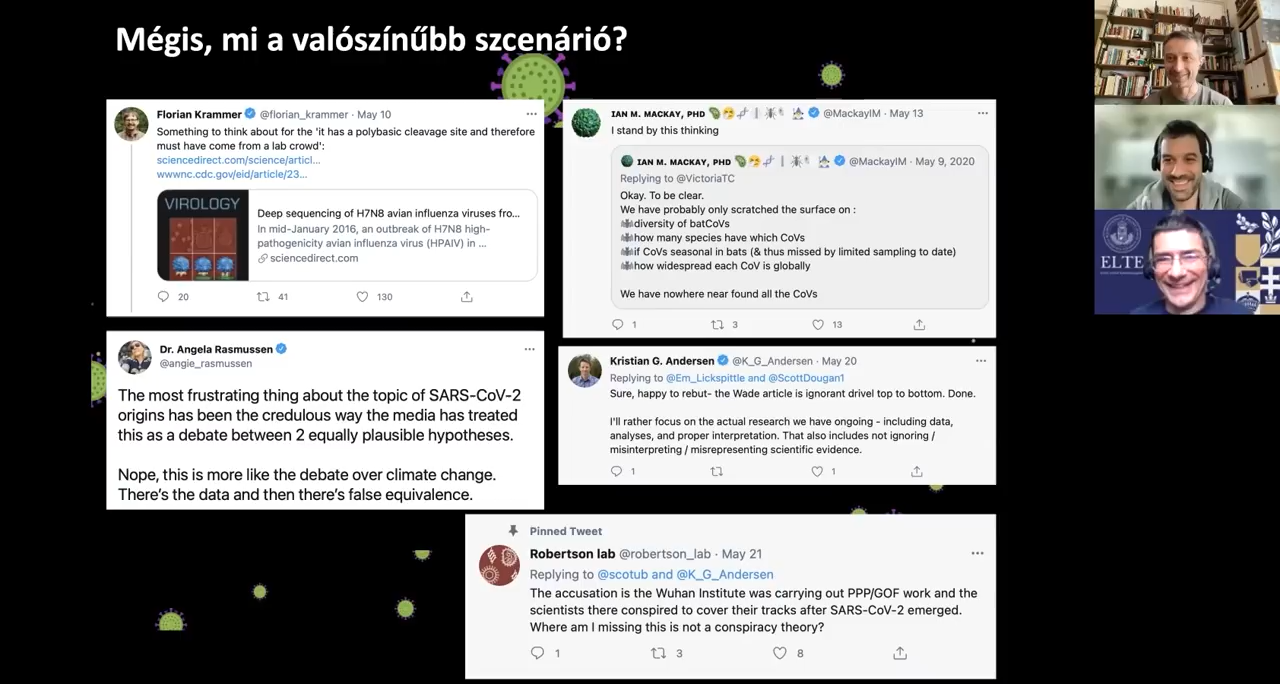 Mégis, mi a valószínűbb szcenárió?
Florian Krammer @florian_krammer · May 10
Something to think about for the 'it has a polybasic cleavage site and therefore
must have come from a lab crowd':
sciencedirect.com/science/articl...
wwwnc.cdc.gov/eid/article/23...
VIROLOGY
Deep sequencing of H7N8 avian influenza viruses fro...
In mid-January 2016, an outbreak of H7N8 high-
pathogenicity avian influenza virus (HPAIV) in ...
sciencedirect.com
20 41 130
Dr. Angela Rasmussen
@angie_rasmussen
The most frustrating thing about the topic of SARS-CoV-2
origins has been the credulous way the media has treated
this as a debate between 2 equally plausible hypotheses.
Nope, this is more like the debate over climate change.
There's the data and then there's false equivalence.
IAN M. MACKAY, PHD @MackayIM · May 13
I stand by this thinking
IAN M. MACKAY, PHD @MackayIM · May 9, 2020
Replying to @VictoriaTC
Okay. To be clear.
We have probably only scratched the surface on :
diversity of batCoVs
how many species have which CoVs
if CoVs seasonal in bats (& thus missed by limited sampling to date)
how widespread each CoV is globally
We have nowhere near found all the CoVs
1 3 13
Kristian G. Andersen @K_G_Andersen · May 20
Replying to @Em_Lickspittle and @ScottDougan1
Sure, happy to rebut- the Wade article is ignorant drivel top to bottom. Done.
I'll rather focus on the actual research we have ongoing - including data,
analyses, and proper interpretation. That also includes not ignoring /
misinterpreting / misrepresenting scientific evidence.
1 1
Pinned Tweet
Robertson lab @robertson_lab · May 21
Replying to @scotub and @K_G_Andersen
The accusation is the Wuhan Institute was carrying out PPP/GOF work and the
scientists there conspired to cover their tracks after SARS-CoV-2 emerged.
Where am I missing this is not a conspiracy theory?
1 3 8
ELTE